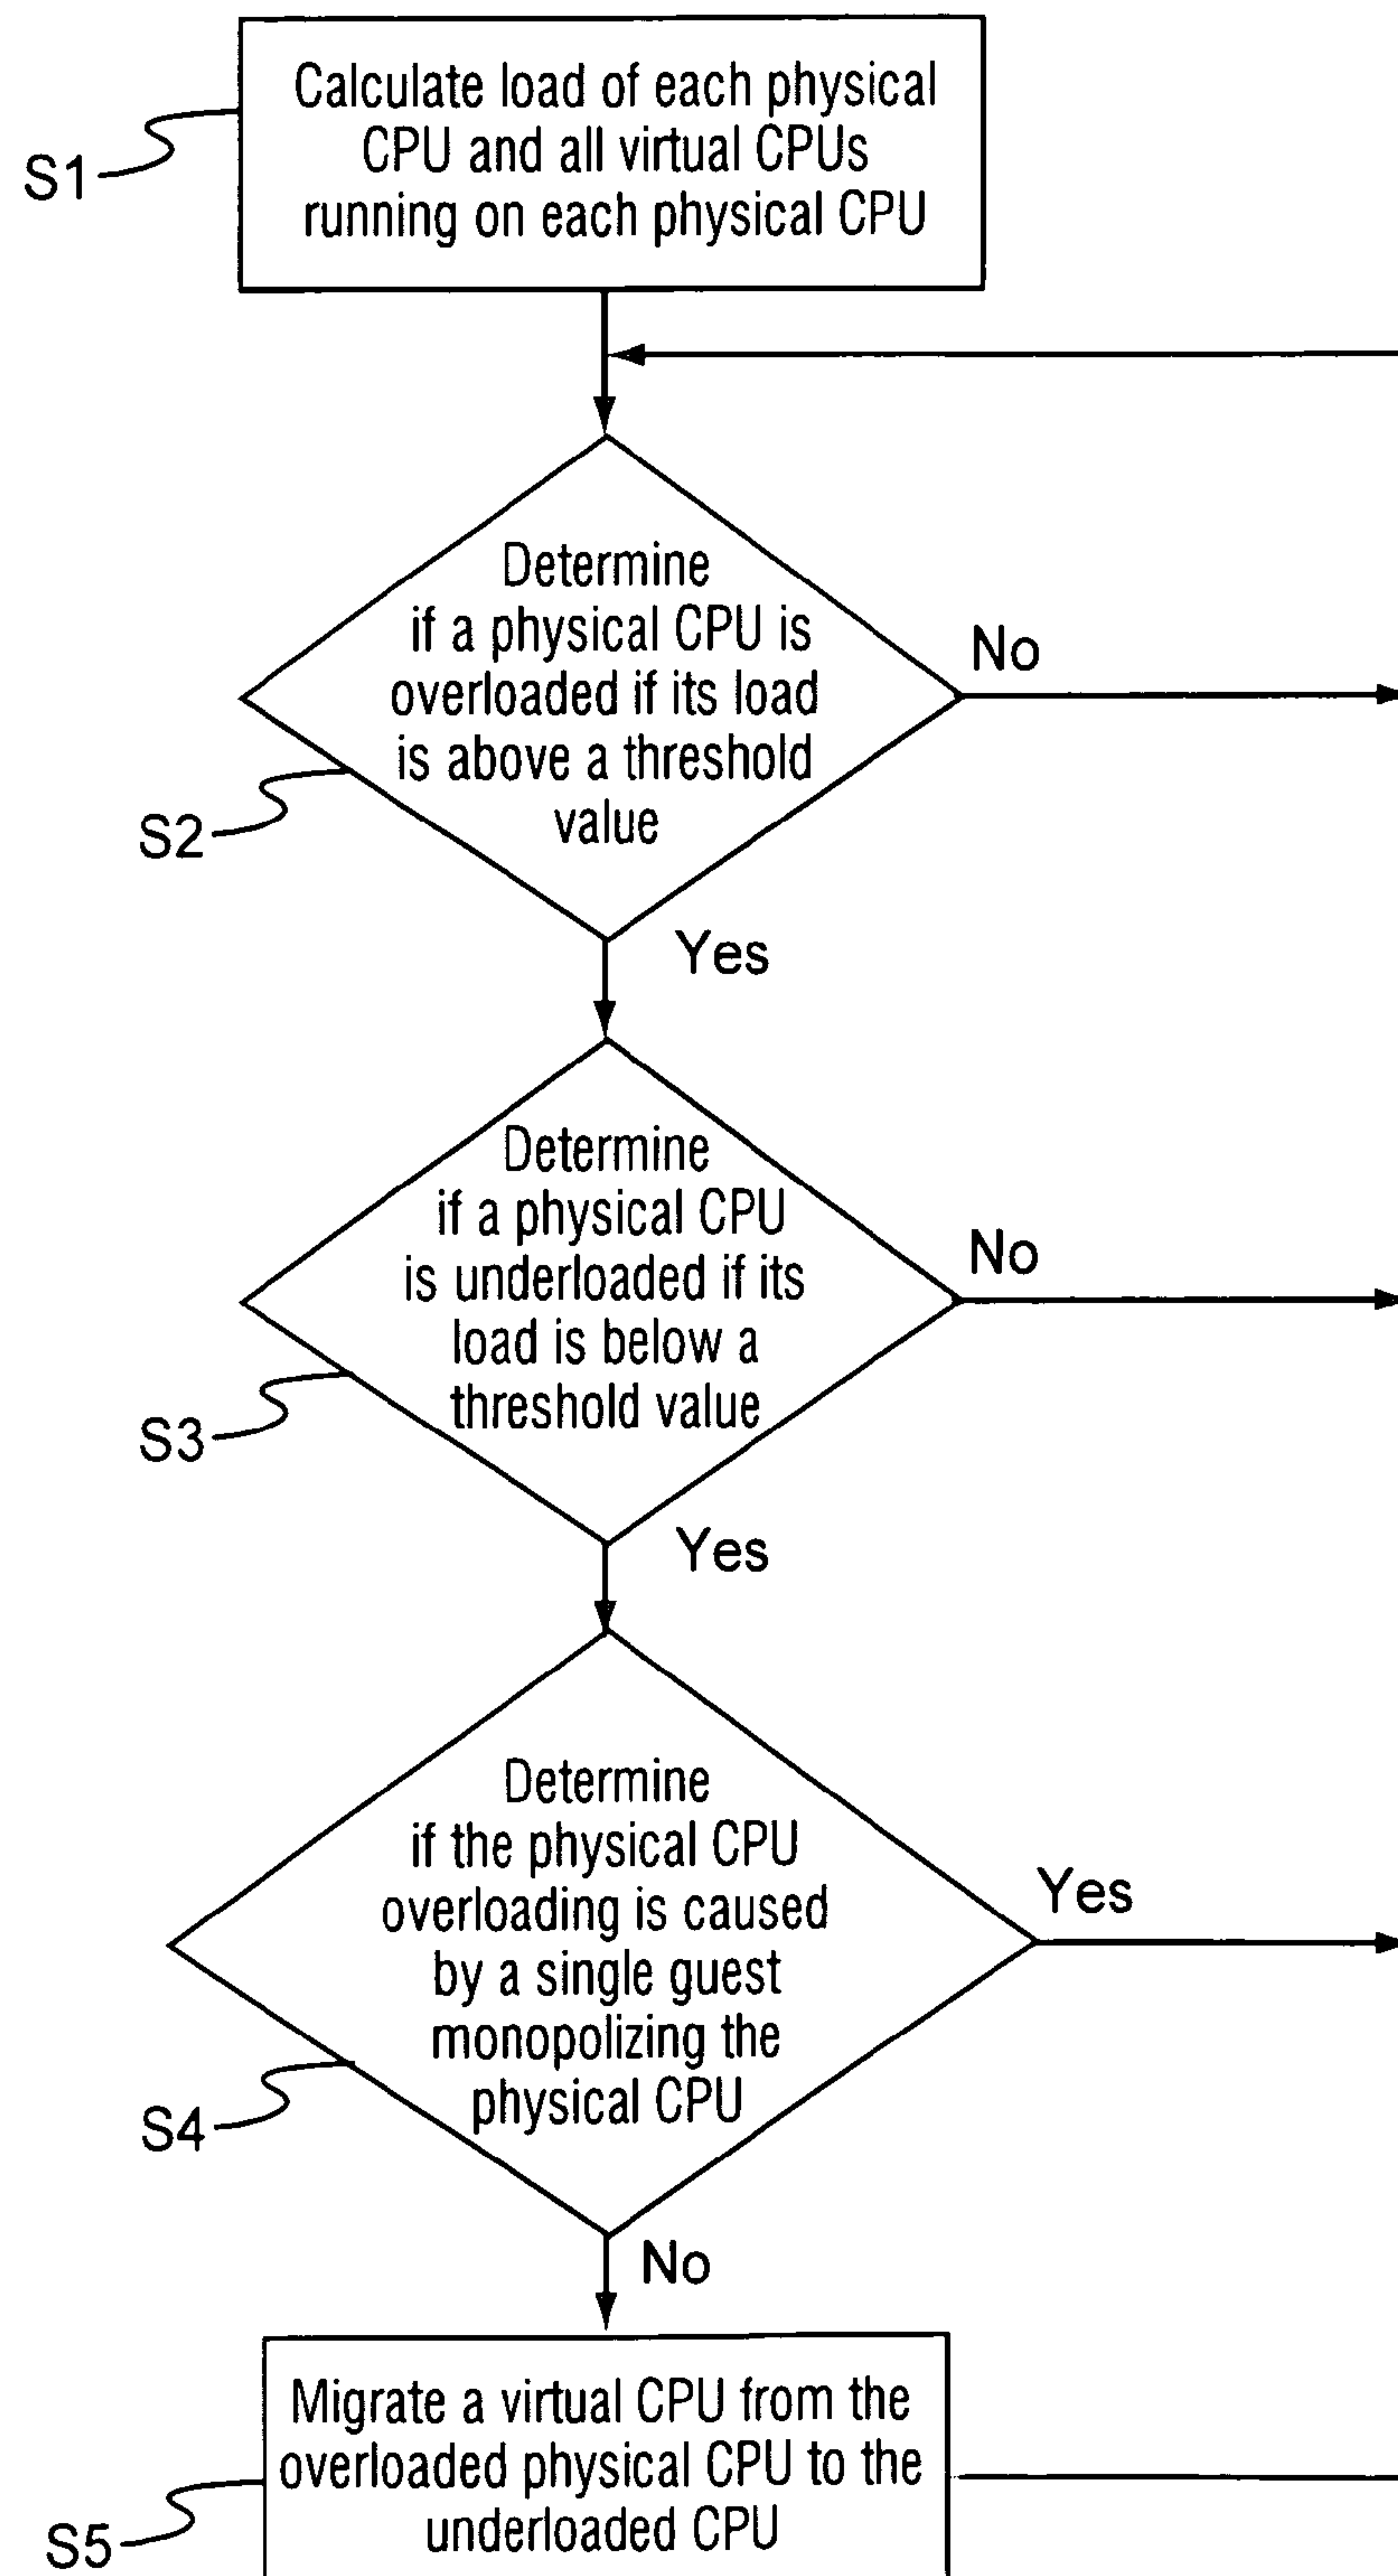 Calculate load of each physical
CPU and all virtual CPUs
running on each physical CPU
S1
Determine
if a physical CPU is
overloaded if its load
is above a threshold
value
No
S2
Yes
Determine
if a physical CPU
is underloaded if its
load is below a
threshold value
No
S3
Yes
Determine
if the physical CPU
overloading is caused
by a single guest
monopolizing the
physical CPU
Yes
S4
No
Migrate a virtual CPU from the
overloaded physical CPU to the
underloaded CPU
S5